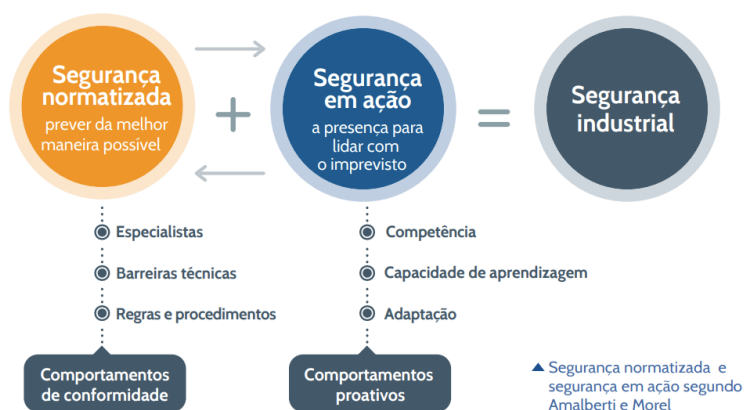 Segurança
normatizada
prever da melhor
maneira possível
+
Segurança
em ação
a presença para
lidar com
o imprevisto
=
Segurança
industrial
Especialistas
Barreiras técnicas
Regras e procedimentos
Comportamentos
de conformidade
Competência
Capacidade de aprendizagem
Adaptação
Comportamentos
proativos
Segurança normatizada e
segurança em ação segundo
Amalberti e Morel